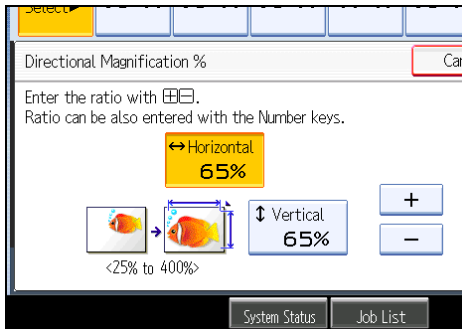 Select►
Directional Magnification %
Enter the ratio with ⊞⊟.
Ratio can be also entered with the Number keys.
↔ Horizontal
65%
↕ Vertical
65%
+
−
<25% to 400%>
System Status
Job List